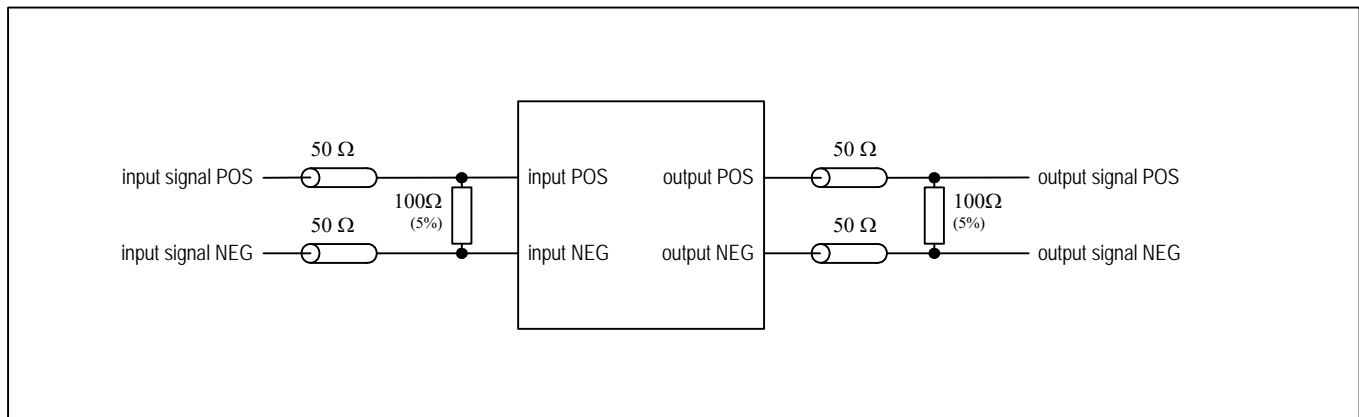 50 Ω
50 Ω
input signal POS
input POS
output POS
output signal POS
100Ω
(5%)
100Ω
(5%)
50 Ω
50 Ω
input signal NEG
input NEG
output NEG
output signal NEG